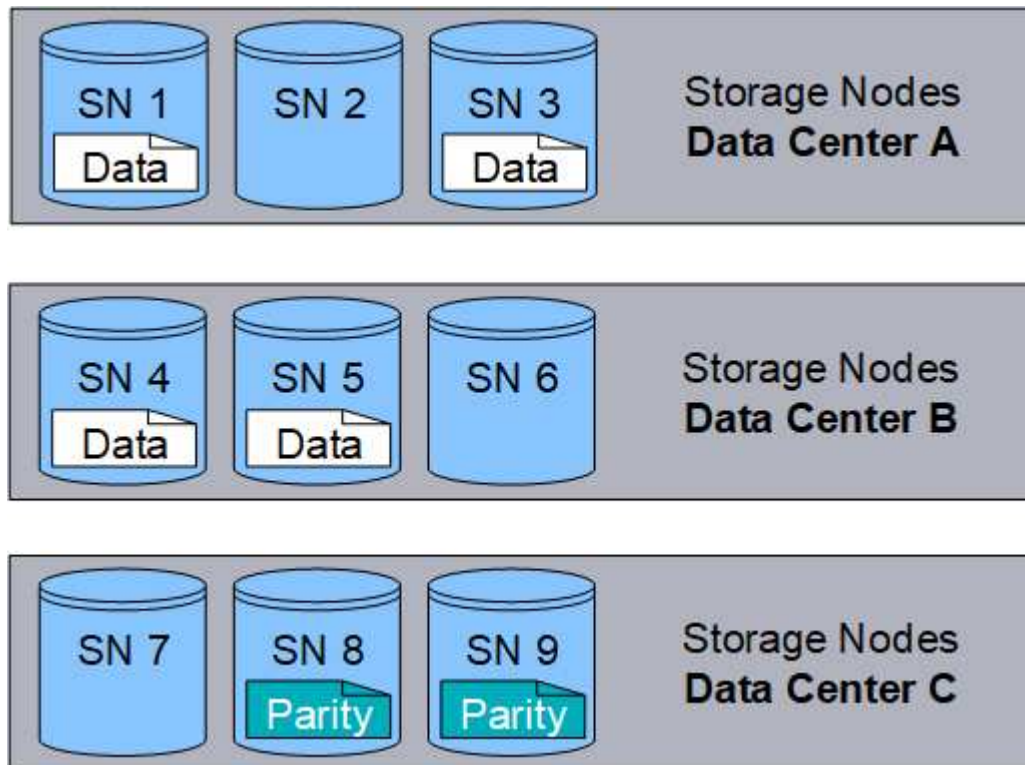 SN 1
SN 2
SN 3
Data
Data
Storage Nodes
Data Center A
SN 4
SN 5
SN 6
Data
Data
Storage Nodes
Data Center B
SN 7
SN 8
SN 9
Parity
Parity
Storage Nodes
Data Center C